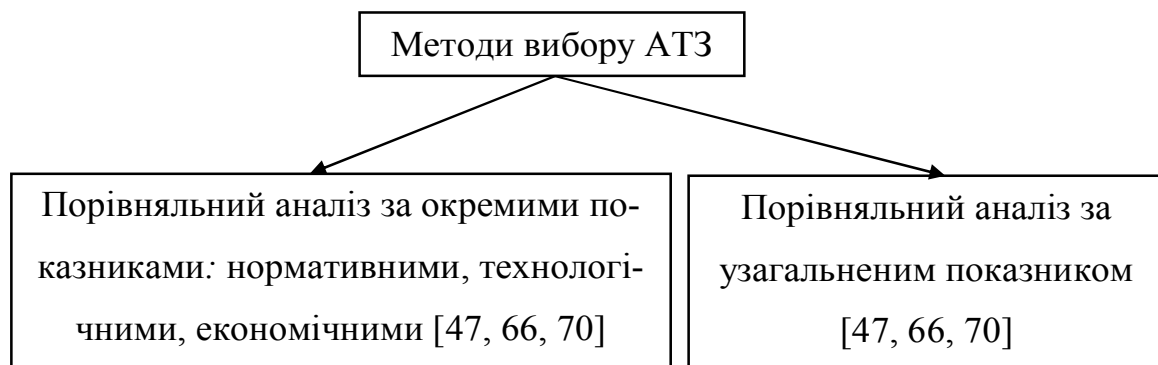 Методи вибору АТЗ
Порівняльний аналіз за окремими по-
казниками: нормативними, технологі-
чними, економічними [47, 66, 70]
Порівняльний аналіз за
узагальненим показником
[47, 66, 70]